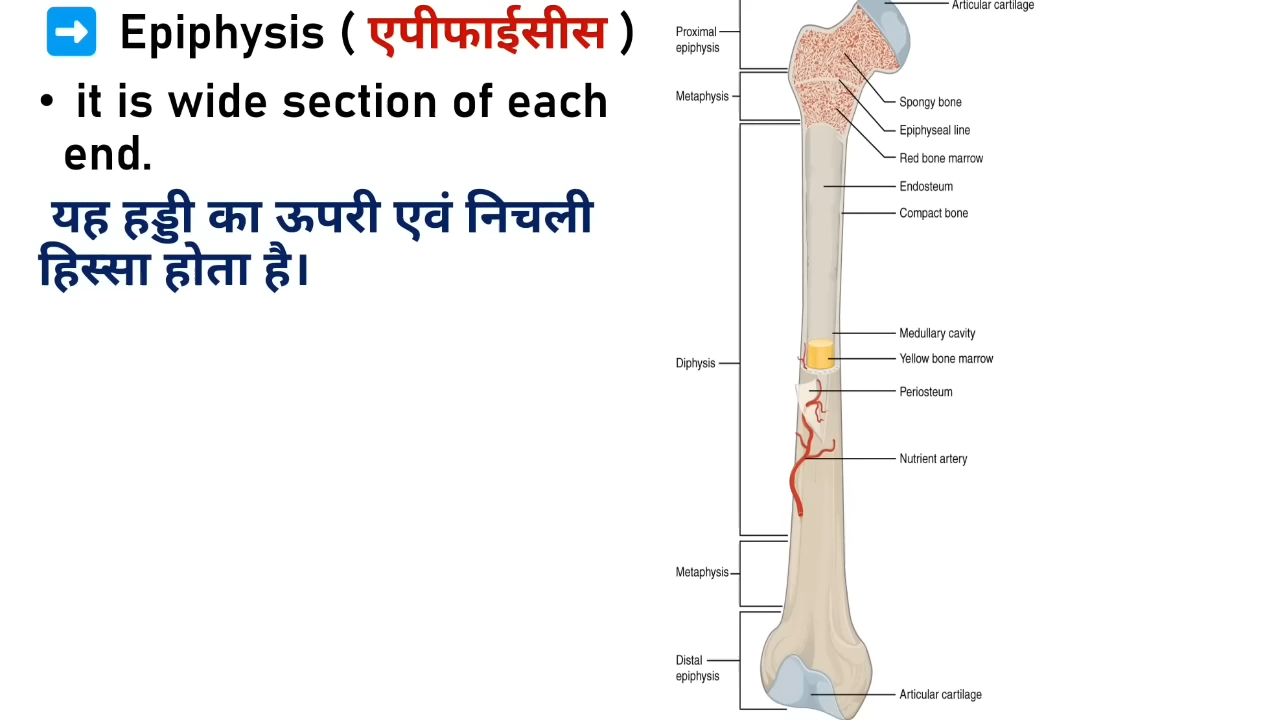 ➡ Epiphysis ( एपीफाईसीस )
• it is wide section of each
end.
यह हड्डी का ऊपरी एवं निचली
हिस्सा होता है।
Articular cartilage
Proximal
epiphysis
Metaphysis
Spongy bone
Epiphyseal line
Red bone marrow
Endosteum
Compact bone
Medullary cavity
Yellow bone marrow
Diphysis
Periosteum
Nutrient artery
Metaphysis
Distal
epiphysis
Articular cartilage